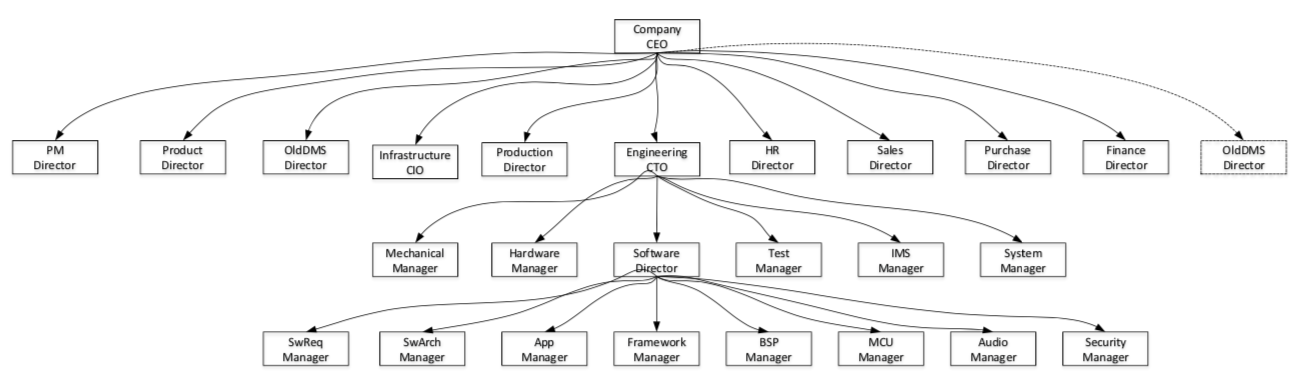 Company
CEO
PM
Director
Product
Director
OldDMS
Director
Infrastructure
CIO
Production
Director
Engineering
CTO
HR
Director
Sales
Director
Purchase
Director
Finance
Director
OldDMS
Director
Mechanical
Manager
Hardware
Manager
Software
Director
Test
Manager
IMS
Manager
System
Manager
SwReq
Manager
SwArch
Manager
App
Manager
Framework
Manager
BSP
Manager
MCU
Manager
Audio
Manager
Security
Manager